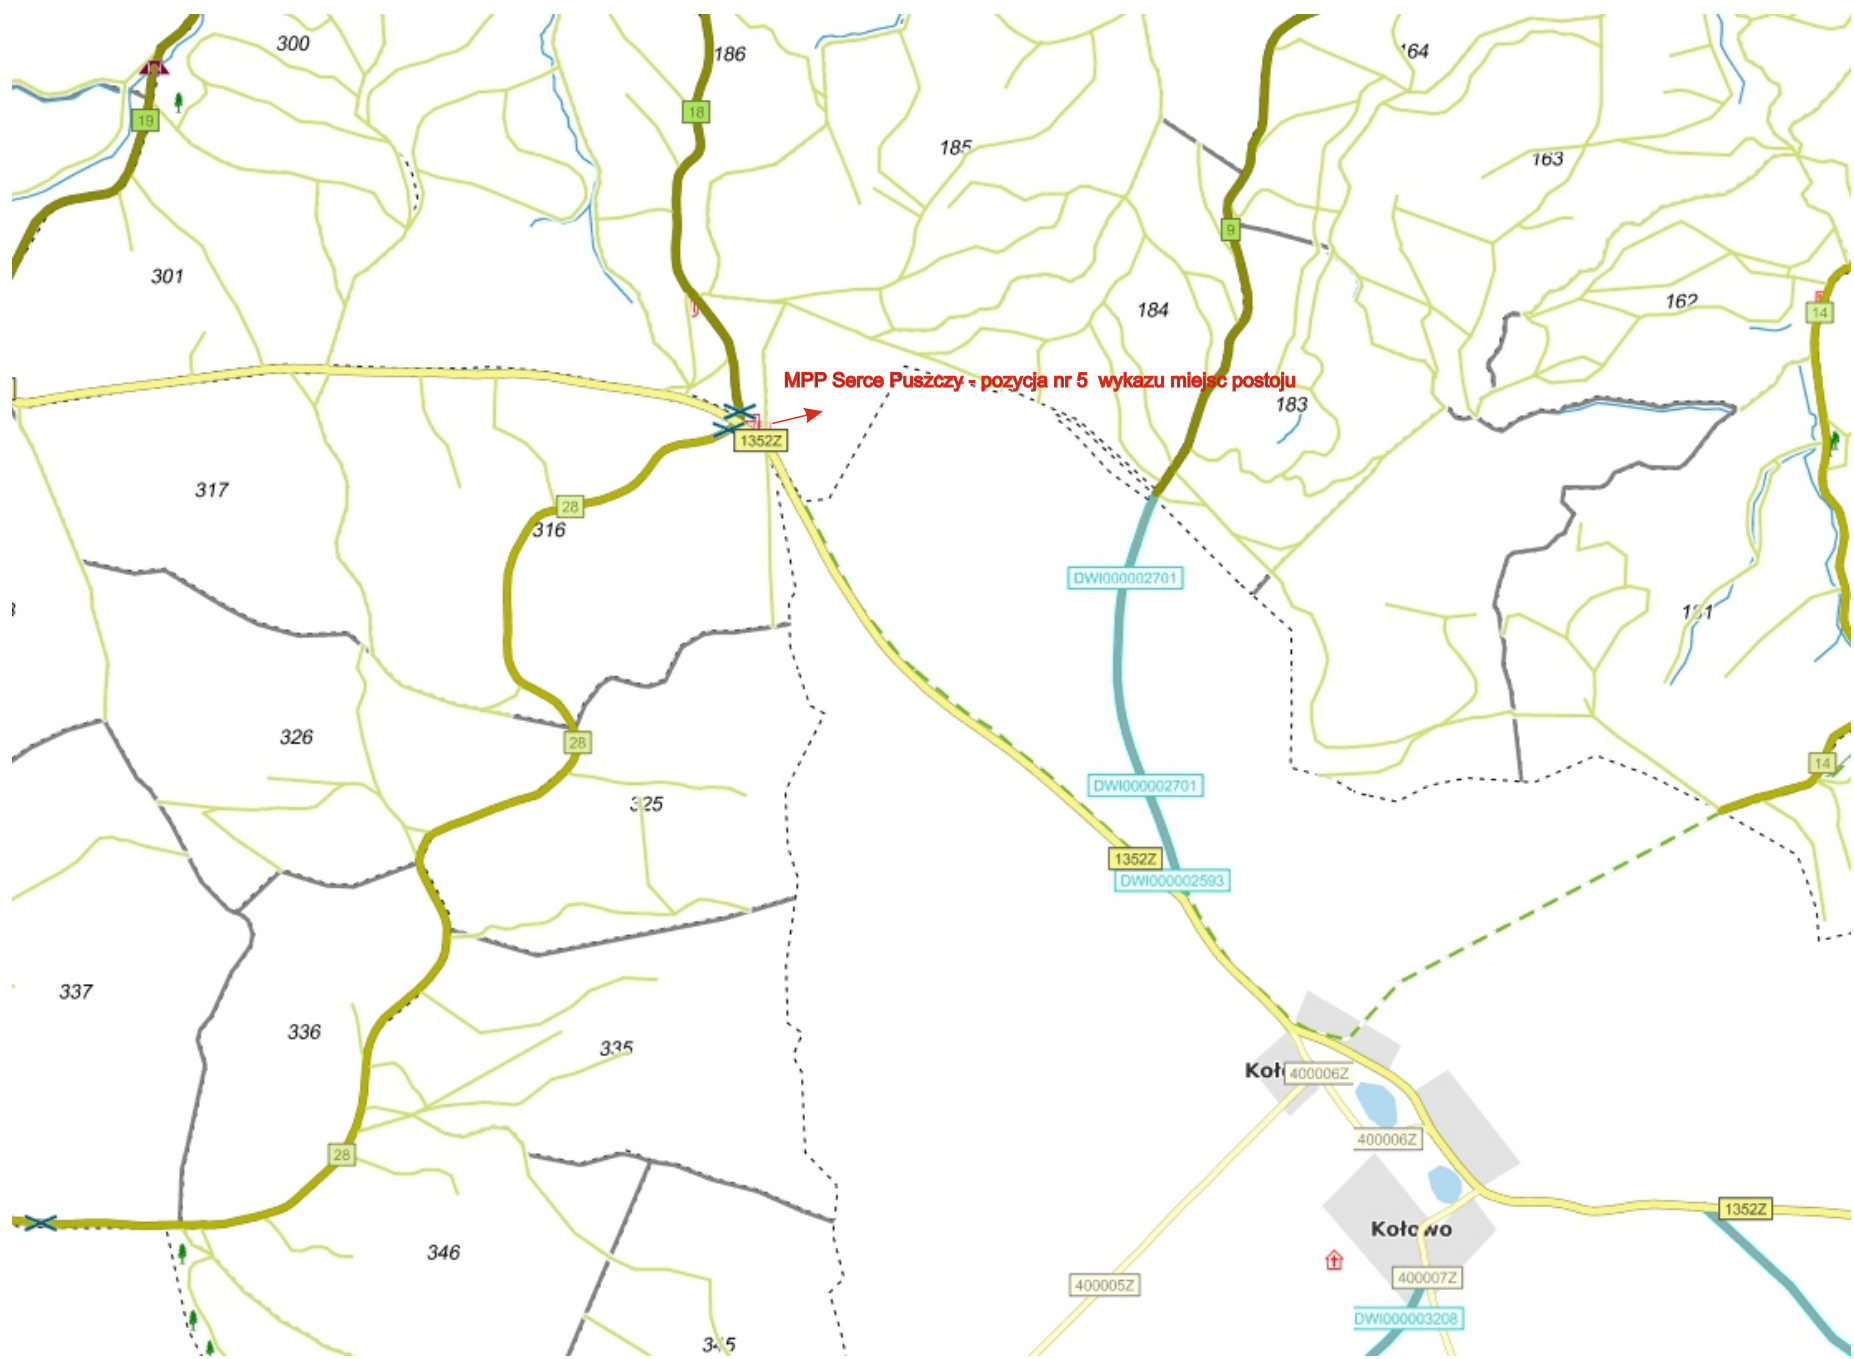 300
186
164
19
18
185
163
9
301
184
162
14
MPP Serce Puszczy - pozycja nr 5 wykazu miejsc postoju
183
1352Z
317
28
316
DWI000002701
181
326
28
14
DWI000002701
325
1352Z
DWI000002593
337
336
335
400006Z
400006Z
28
1352Z
Kołowo
346
400007Z
400005Z
DWI000003208
345